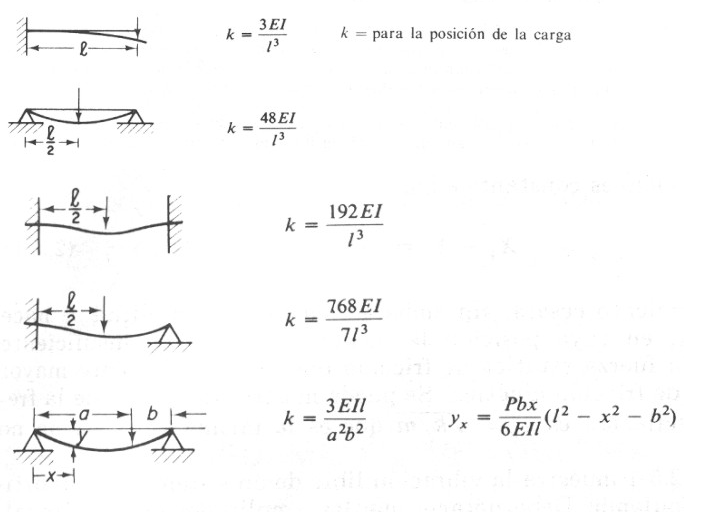 k = 3EI/l³ k = para la posición de la carga
ℓ
k = 48EI/l³
ℓ/2
ℓ/2
k = 192EI/l³
ℓ/2
k = 768EI/7l³
a b
k = 3EIl/a²b² yₓ = Pbx/6EIl (l² − x² − b²)
y
x